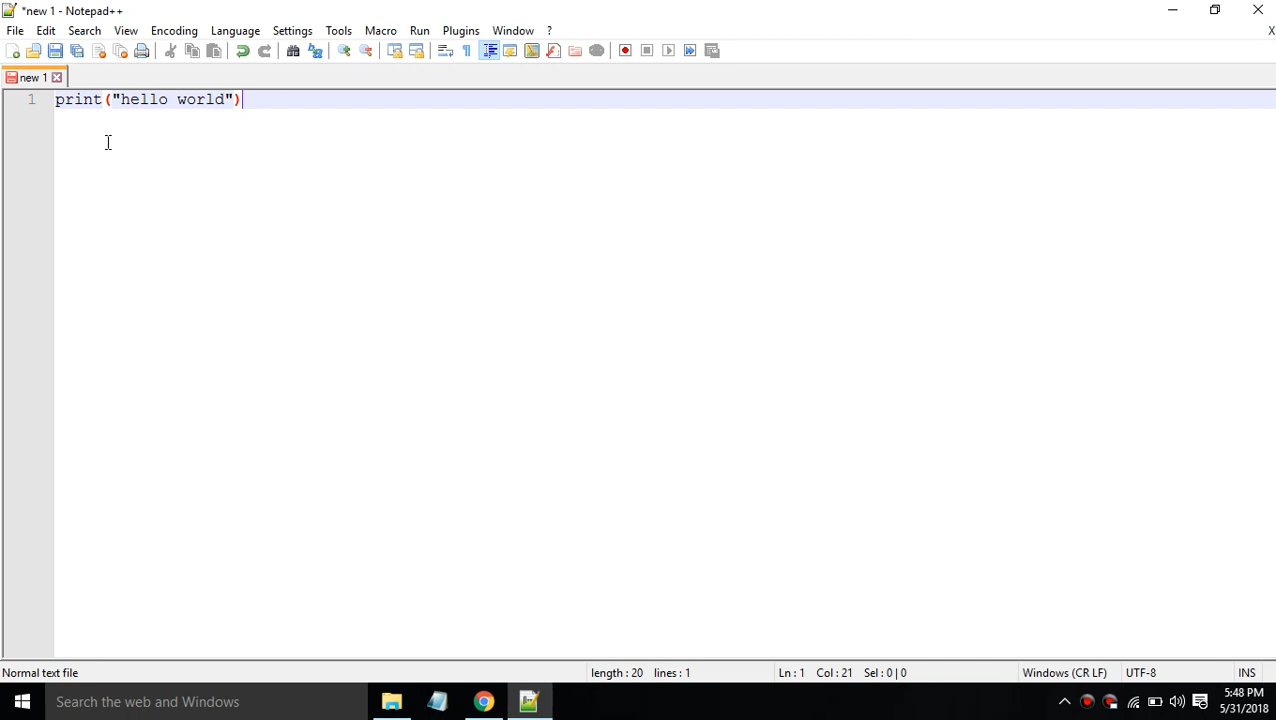 *new 1 - Notepad++
File Edit Search View Encoding Language Settings Tools Macro Run Plugins Window ? X
new 1
1 print("hello world")
Normal text file length : 20 lines : 1 Ln : 1 Col : 21 Sel : 0 | 0 Windows (CR LF) UTF-8 INS
Search the web and Windows
5:48 PM
5/31/2018